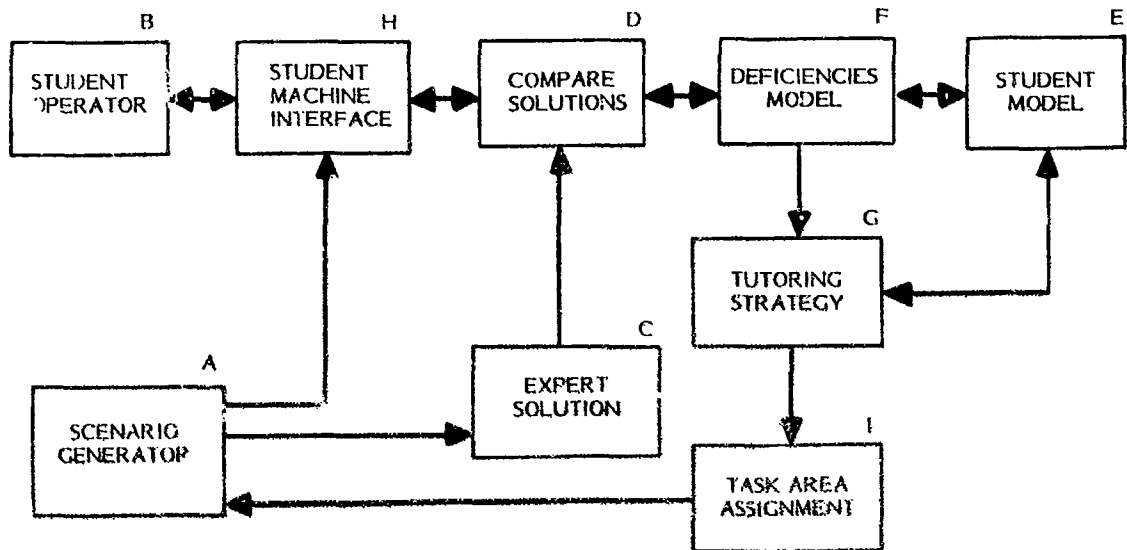 B
STUDENT
OPERATOR
H
STUDENT
MACHINE
INTERFACE
D
COMPARE
SOLUTIONS
F
DEFICIENCIES
MODEL
E
STUDENT
MODEL
G
TUTORING
STRATEGY
C
EXPERT
SOLUTION
A
SCENARIO
GENERATOR
I
TASK AREA
ASSIGNMENT